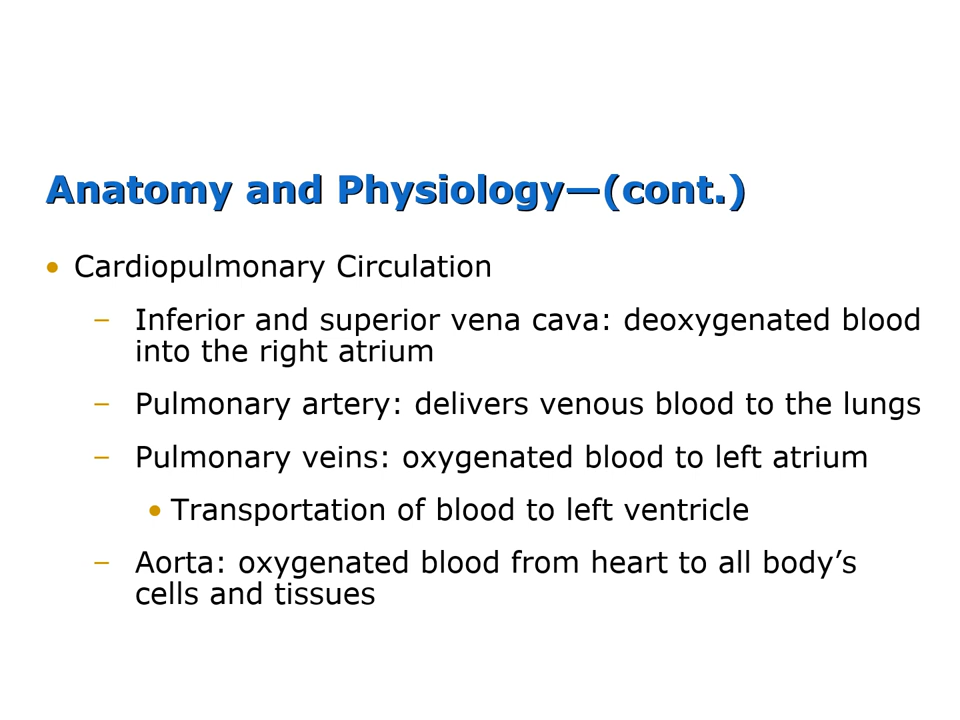 Anatomy and Physiology—(cont.)
• Cardiopulmonary Circulation
– Inferior and superior vena cava: deoxygenated blood
into the right atrium
– Pulmonary artery: delivers venous blood to the lungs
– Pulmonary veins: oxygenated blood to left atrium
• Transportation of blood to left ventricle
– Aorta: oxygenated blood from heart to all body’s
cells and tissues